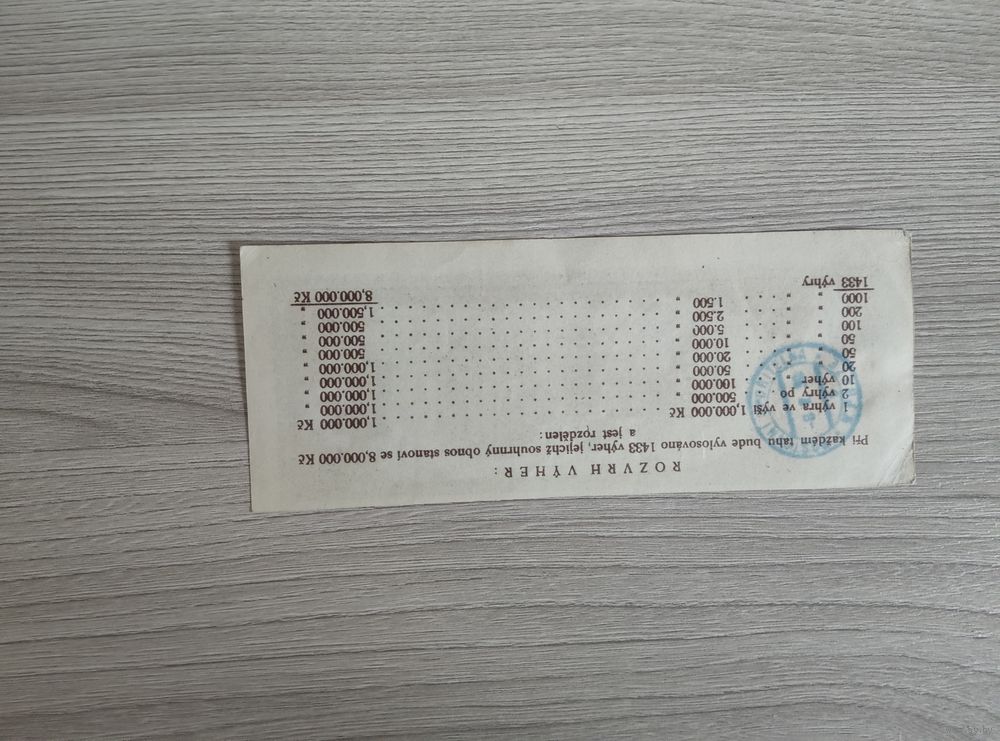 ROZVRH VÝHER:
Při každém tahu bude vylosováno 1433 výher, jejichž souhrnný obnos stanoví se 8,000.000 Kč
a jest rozdělen:
1 výhra ve výši 1,000.000 Kč . . . . . 1,000.000 Kč
2 výhry po . . 500.000 „ . . . . . 1,000.000 „
10 výher „ . . 100.000 „ . . . . . 1,000.000 „
20 „ „ . . 50.000 „ . . . . . 1,000.000 „
50 „ „ . . 20.000 „ . . . . . 1,000.000 „
50 „ „ . . 10.000 „ . . . . . 500.000 „
100 „ „ . . 5.000 „ . . . . . 500.000 „
200 „ „ . . 2.500 „ . . . . . 500.000 „
1000 „ „ . . 1.500 „ . . . . . 1,500.000 „
1433 výhry 8,000.000 Kč